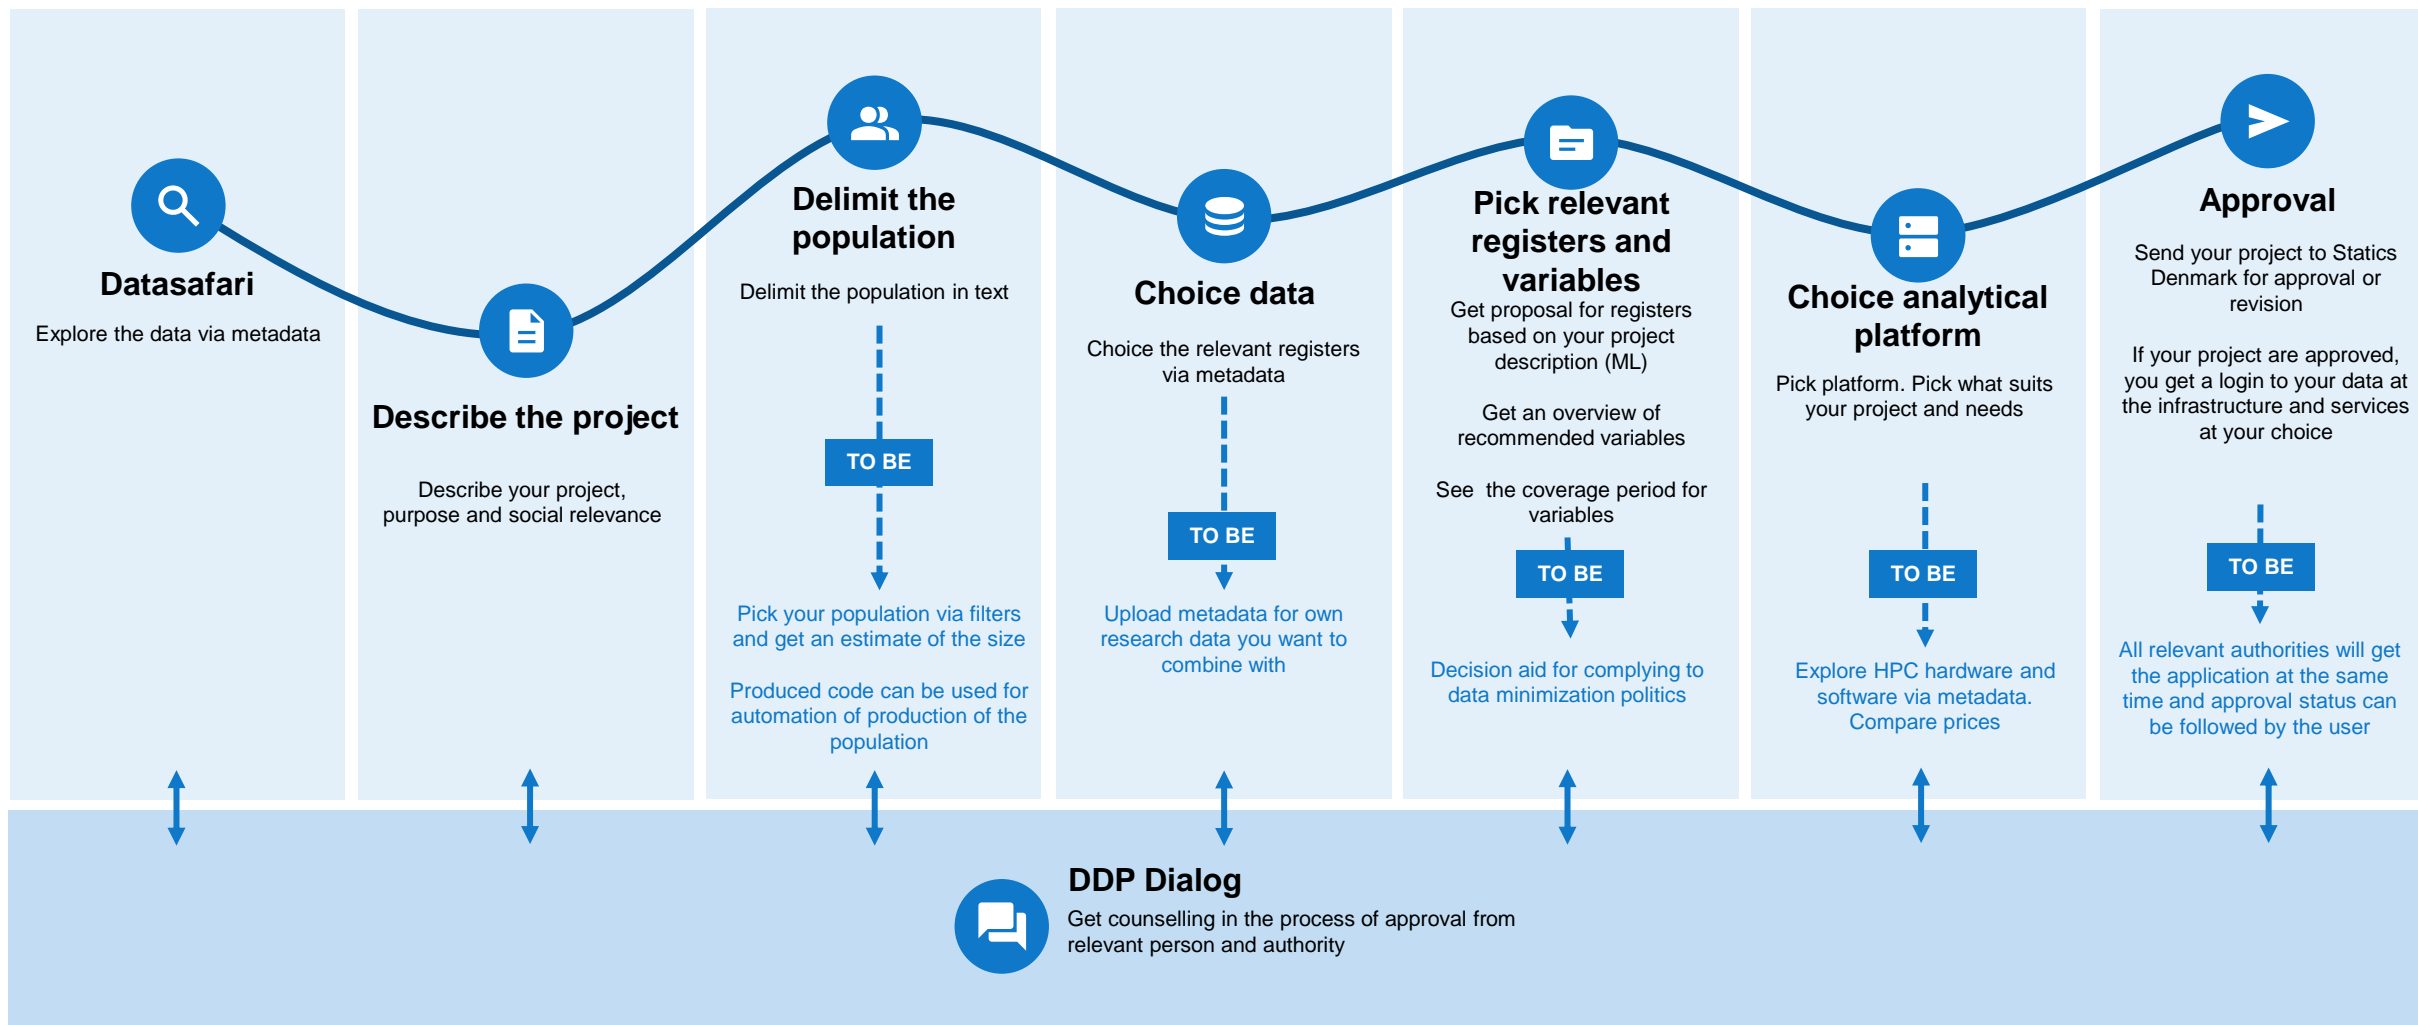 Datasafari
Explore the data via metadata
Describe the project
Describe your project,
purpose and social relevance
Delimit the
population
Delimit the population in text
TO BE
Pick your population via filters
and get an estimate of the size
Produced code can be used for
automation of production of the
population
Choice data
Choice the relevant registers
via metadata
TO BE
Upload metadata for own
research data you want to
combine with
Pick relevant
registers and
variables
Get proposal for registers
based on your project
description (ML)
Get an overview of
recommended variables
See the coverage period for
variables
TO BE
Decision aid for complying to
data minimization politics
Choice analytical
platform
Pick platform. Pick what suits
your project and needs
TO BE
Explore HPC hardware and
software via metadata.
Compare prices
Approval
Send your project to Statics
Denmark for approval or
revision
If your project are approved,
you get a login to your data at
the infrastructure and services
at your choice
TO BE
All relevant authorities will get
the application at the same
time and approval status can
be followed by the user
DDP Dialog
Get counselling in the process of approval from
relevant person and authority